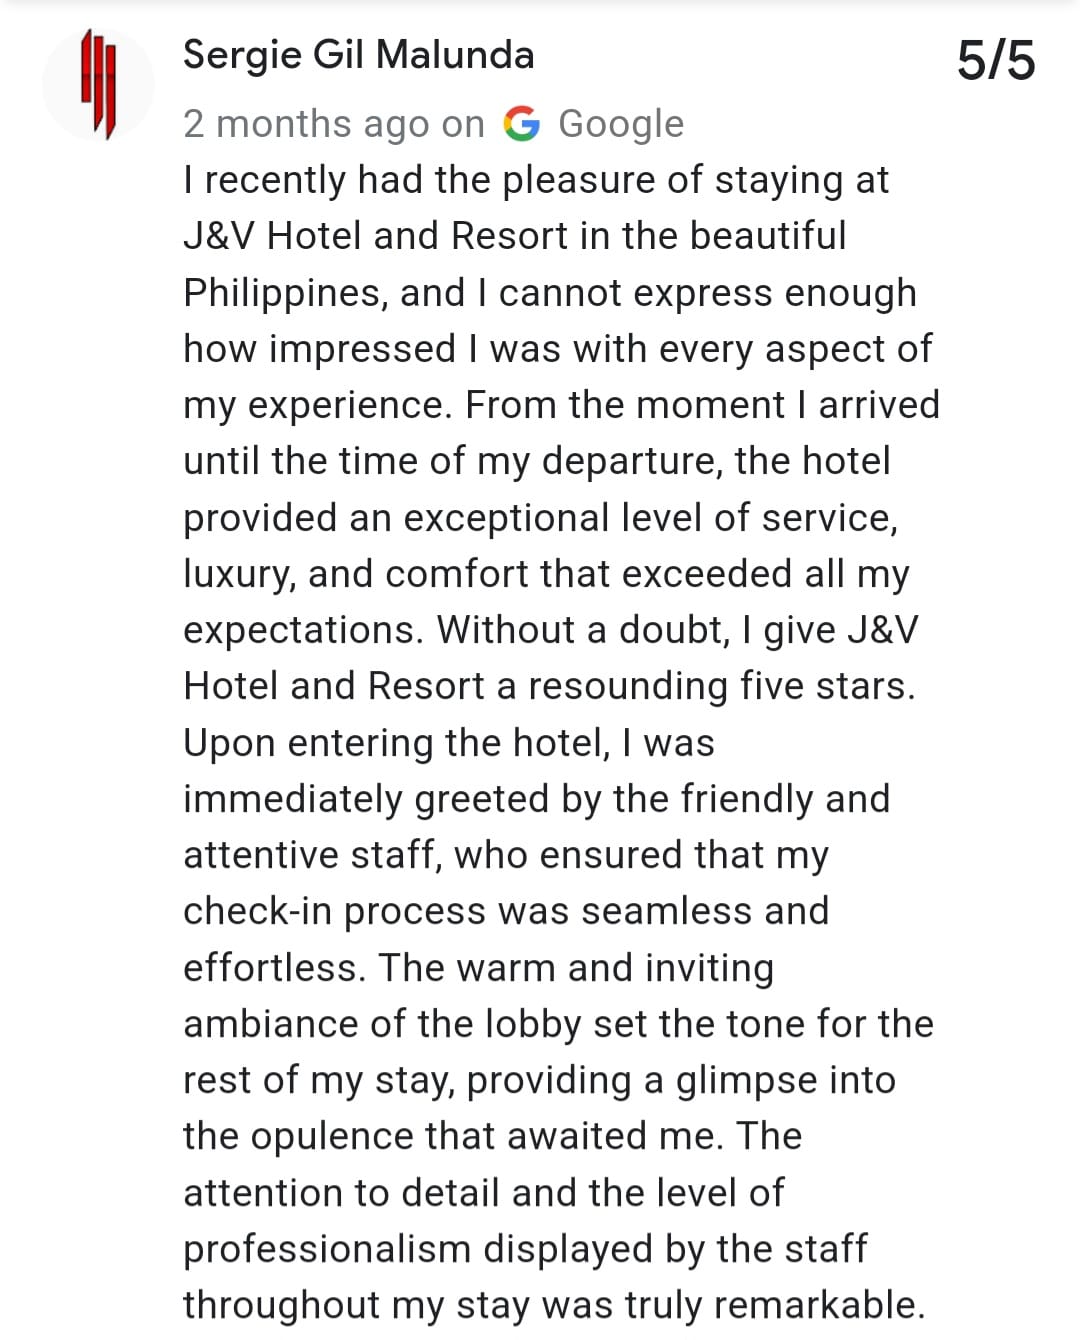 Sergie Gil Malunda
5/5
2 months ago on Google
I recently had the pleasure of staying at
J&V Hotel and Resort in the beautiful
Philippines, and I cannot express enough
how impressed I was with every aspect of
my experience. From the moment I arrived
until the time of my departure, the hotel
provided an exceptional level of service,
luxury, and comfort that exceeded all my
expectations. Without a doubt, I give J&V
Hotel and Resort a resounding five stars.
Upon entering the hotel, I was
immediately greeted by the friendly and
attentive staff, who ensured that my
check-in process was seamless and
effortless. The warm and inviting
ambiance of the lobby set the tone for the
rest of my stay, providing a glimpse into
the opulence that awaited me. The
attention to detail and the level of
professionalism displayed by the staff
throughout my stay was truly remarkable.